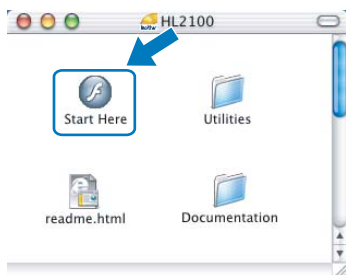 HL2100
Start Here
Utilities
readme.html
Documentation